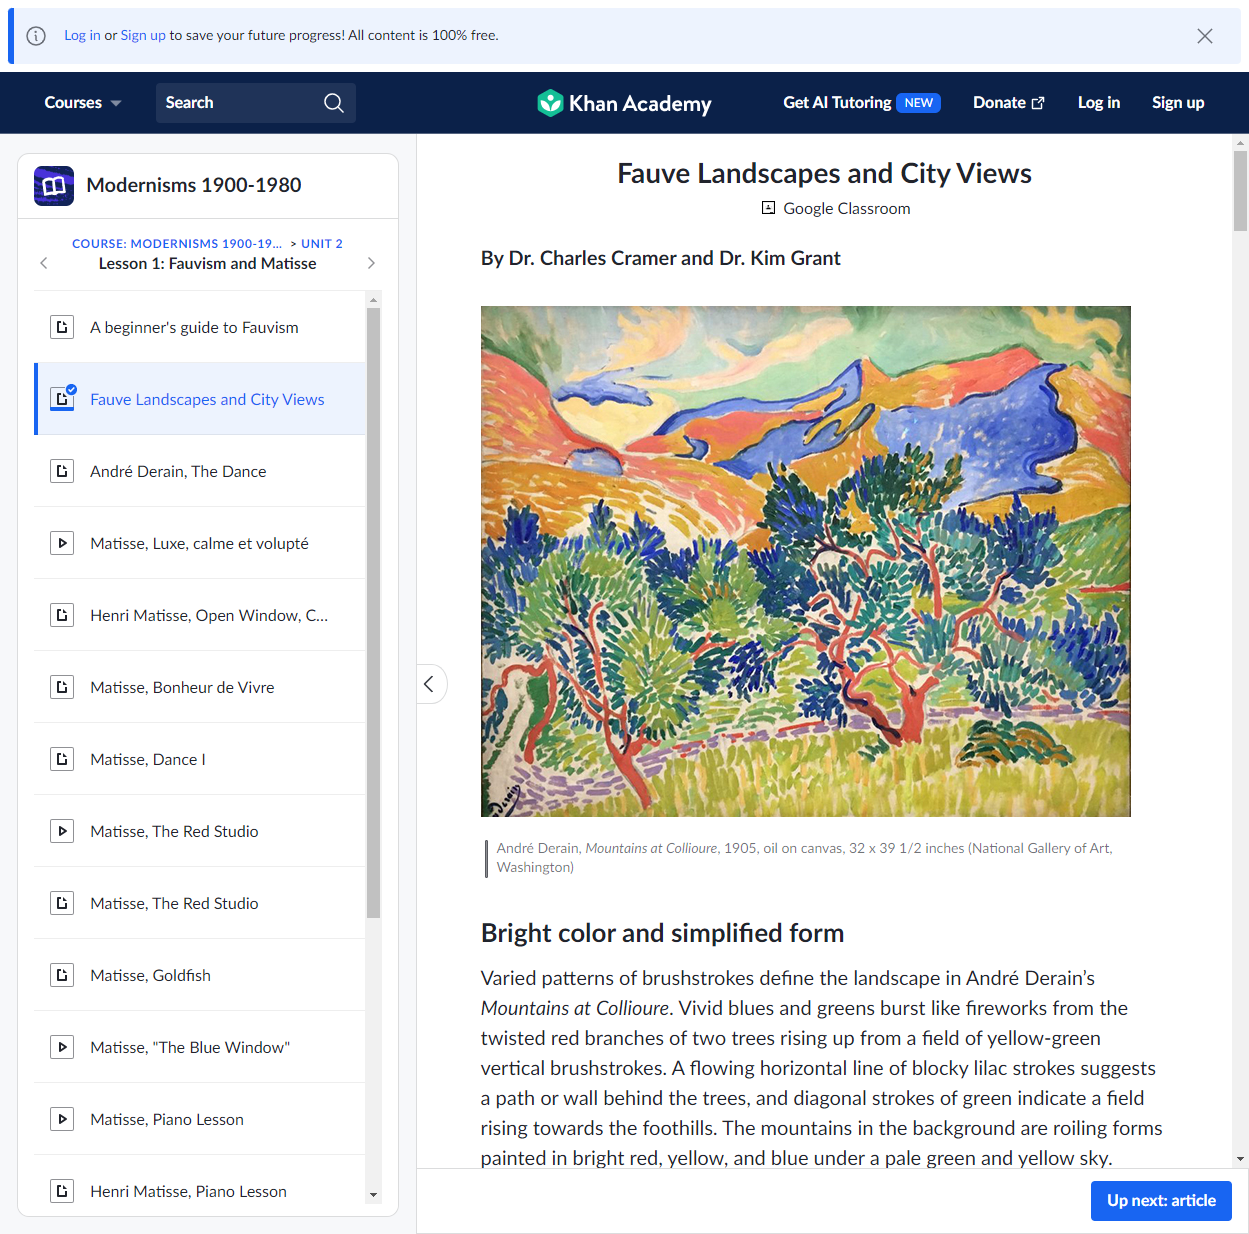 Log in or Sign up to save your future progress! All content is 100% free.
Courses
Search
Khan Academy
Get AI Tutoring NEW
Donate
Log in
Sign up
Modernisms 1900-1980
COURSE: MODERNISMS 1900-19... > UNIT 2
Lesson 1: Fauvism and Matisse
A beginner's guide to Fauvism
Fauve Landscapes and City Views
André Derain, The Dance
Matisse, Luxe, calme et volupté
Henri Matisse, Open Window, C...
Matisse, Bonheur de Vivre
Matisse, Dance I
Matisse, The Red Studio
Matisse, The Red Studio
Matisse, Goldfish
Matisse, "The Blue Window"
Matisse, Piano Lesson
Henri Matisse, Piano Lesson
Fauve Landscapes and City Views
Google Classroom
By Dr. Charles Cramer and Dr. Kim Grant
Derain
André Derain, Mountains at Collioure, 1905, oil on canvas, 32 x 39 1/2 inches (National Gallery of Art,
Washington)
Bright color and simplified form
Varied patterns of brushstrokes define the landscape in André Derain’s
Mountains at Collioure. Vivid blues and greens burst like fireworks from the
twisted red branches of two trees rising up from a field of yellow-green
vertical brushstrokes. A flowing horizontal line of blocky lilac strokes suggests
a path or wall behind the trees, and diagonal strokes of green indicate a field
rising towards the foothills. The mountains in the background are roiling forms
painted in bright red, yellow, and blue under a pale green and yellow sky.
Up next: article